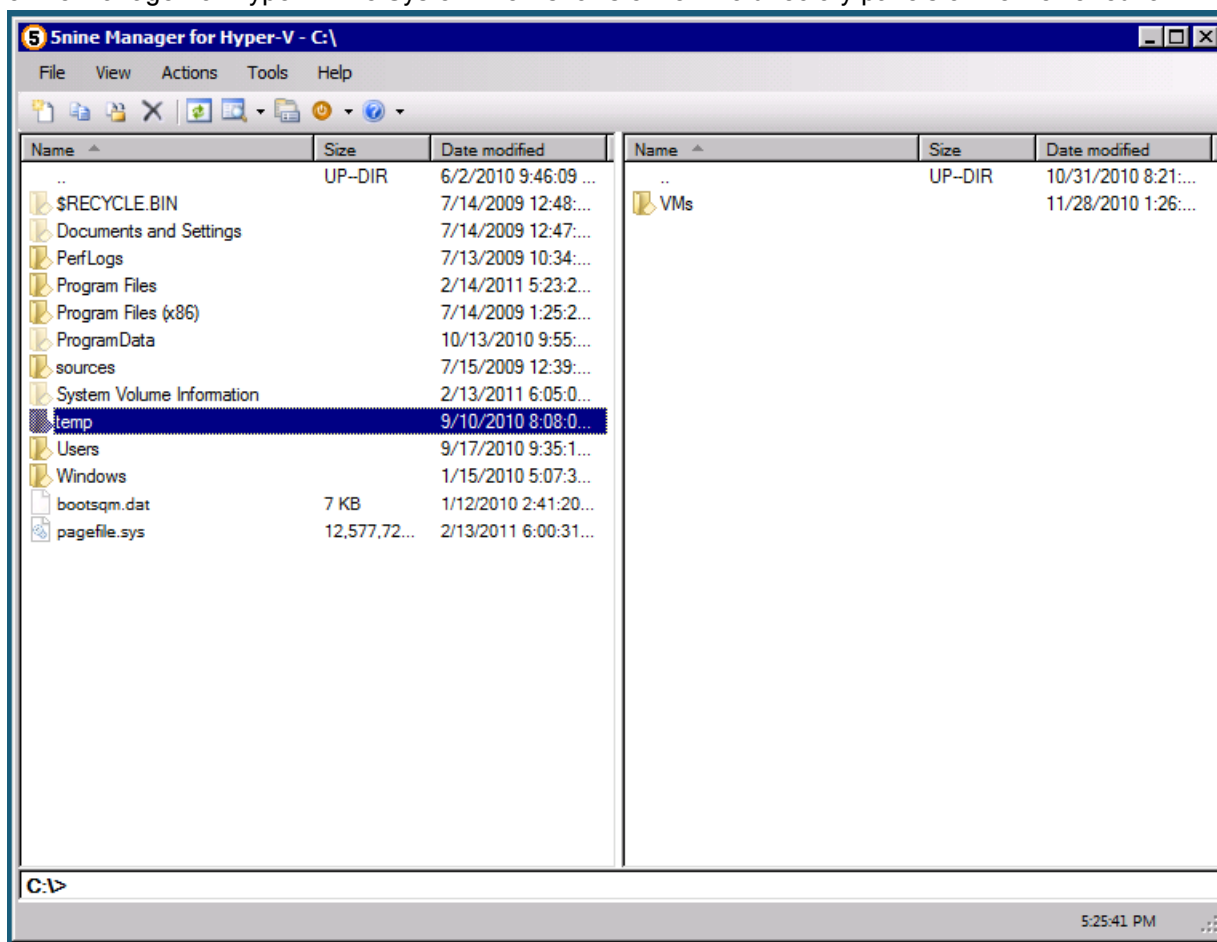 5 5nine Manager for Hyper-V - C:\
File View Actions Tools Help
Name Size Date modified Name Size Date modified
.. UP--DIR 6/2/2010 9:46:09 ... .. UP--DIR 10/31/2010 8:21:...
$RECYCLE.BIN 7/14/2009 12:48:... VMs 11/28/2010 1:26:...
Documents and Settings 7/14/2009 12:47:...
PerfLogs 7/13/2009 10:34:...
Program Files 2/14/2011 5:23:2...
Program Files (x86) 7/14/2009 1:25:2...
ProgramData 10/13/2010 9:55:...
sources 7/15/2009 12:39:...
System Volume Information 2/13/2011 6:05:0...
temp 9/10/2010 8:08:0...
Users 9/17/2010 9:35:1...
Windows 1/15/2010 5:07:3...
bootsqm.dat 7 KB 1/12/2010 2:41:20...
pagefile.sys 12,577,72... 2/13/2011 6:00:31...
C:\>
5:25:41 PM